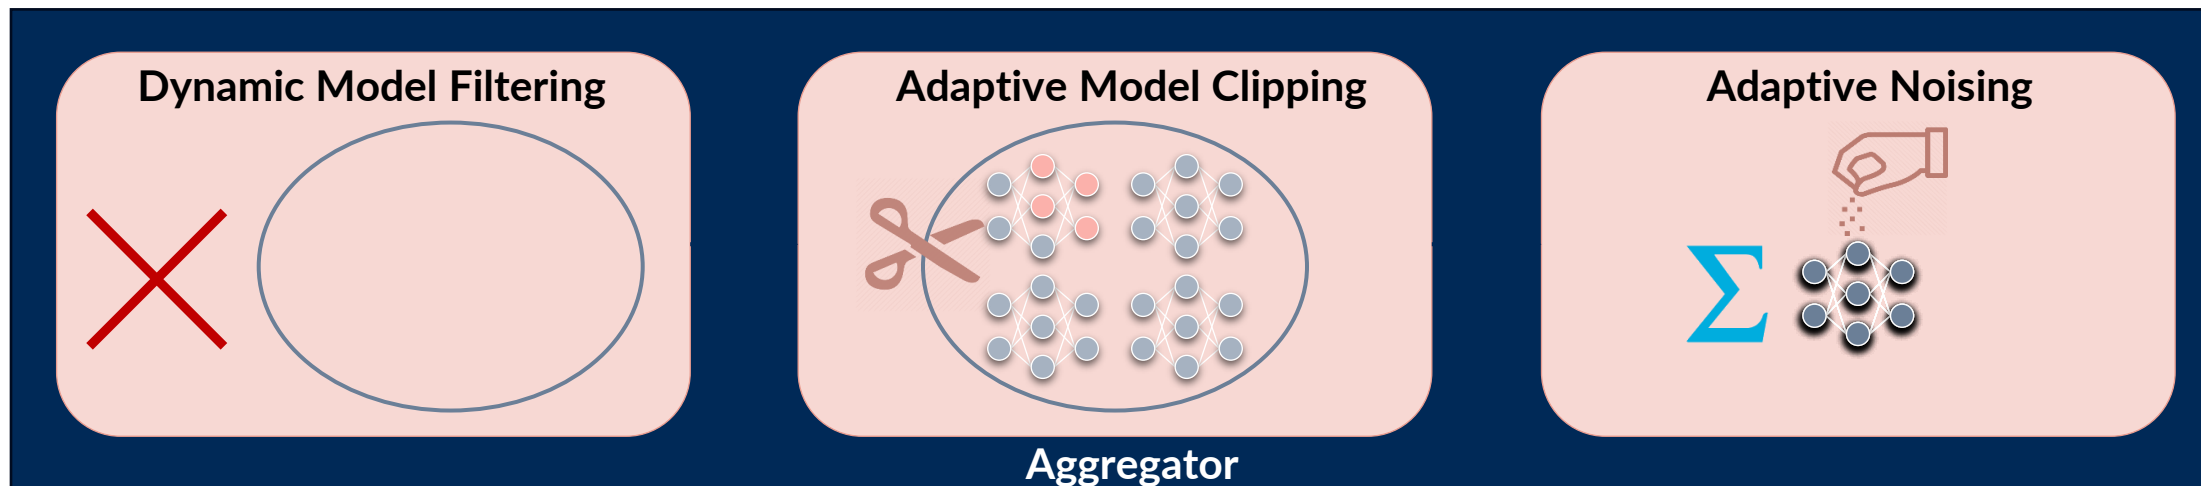 Dynamic Model Filtering
Adaptive Model Clipping
Adaptive Noising
Σ
Aggregator